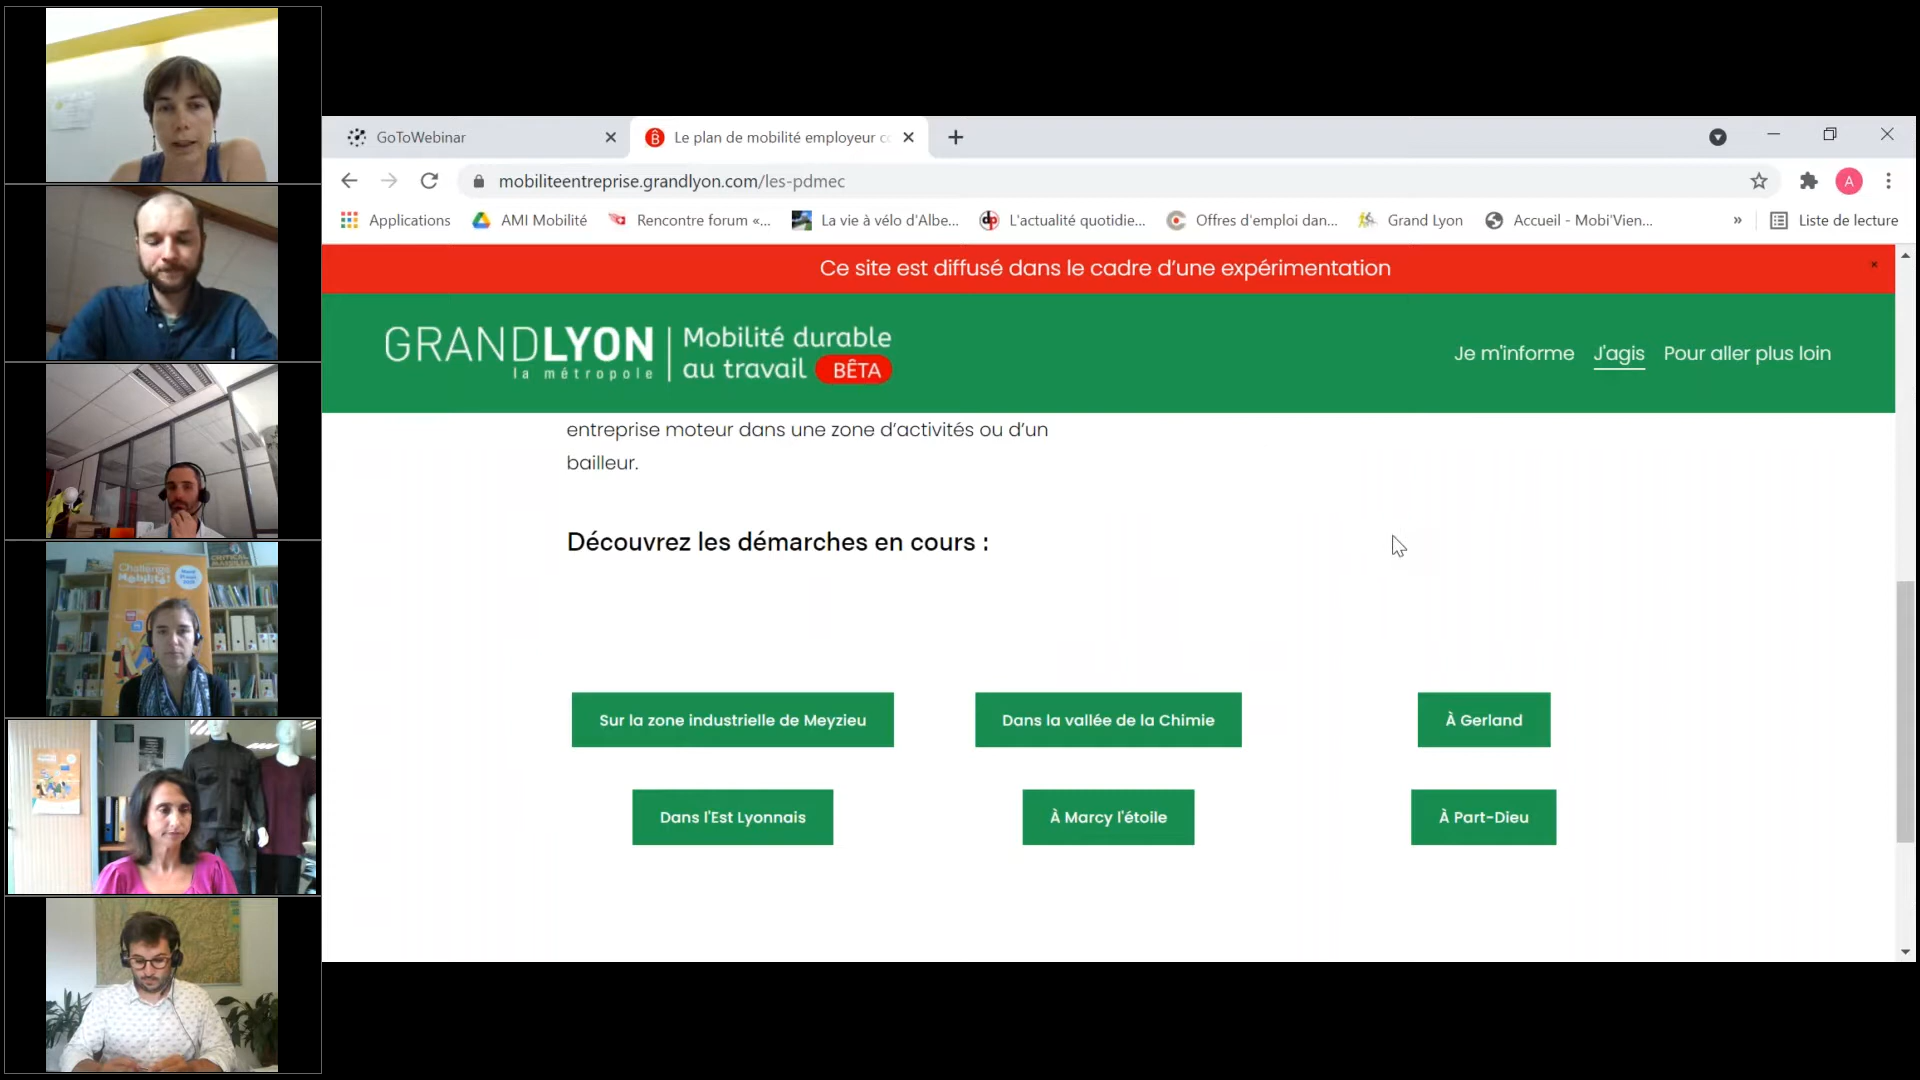 GoToWebinar
Le plan de mobilité employeur co
mobiliteentreprise.grandlyon.com/les-pdmec
A
Applications
AMI Mobilité
Rencontre forum «...
La vie à vélo d'Albe...
L'actualité quotidie...
Offres d'emploi dan...
Grand Lyon
Accueil - Mobi'Vien...
»
Liste de lecture
Ce site est diffusé dans le cadre d’une expérimentation
GRANDLYON
la métropole
Mobilité durable
au travail BÊTA
Je m'informe
J'agis
Pour aller plus loin
entreprise moteur dans une zone d’activités ou d’un
bailleur.
Découvrez les démarches en cours :
Sur la zone industrielle de Meyzieu
Dans la vallée de la Chimie
À Gerland
Dans l'Est Lyonnais
À Marcy l'étoile
À Part-Dieu
Challenge
Mobilité!